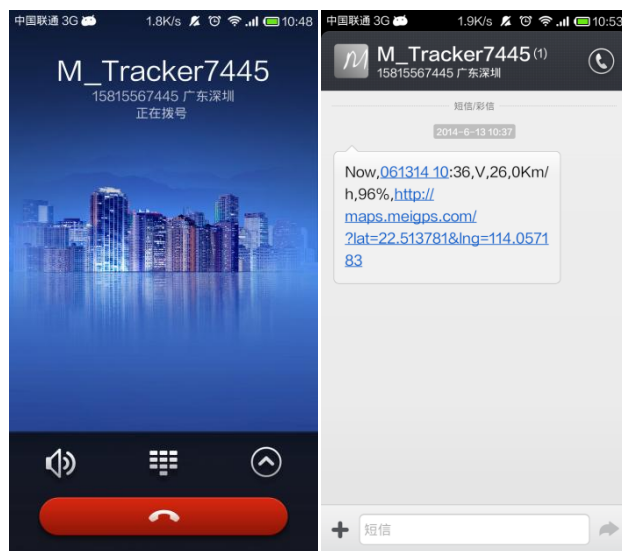 中国联通 3G 1.8K/s 10:48
M_Tracker7445
15815567445 广东深圳
正在拨号
中国联通 3G 1.9K/s 10:53
M_Tracker7445 (1)
15815567445 广东深圳
短信/彩信
2014-6-13 10:37
Now,061314 10:36,V,26,0Km/
h,96%,http://
maps.meigps.com/
?lat=22.513781&lng=114.0571
83
短信